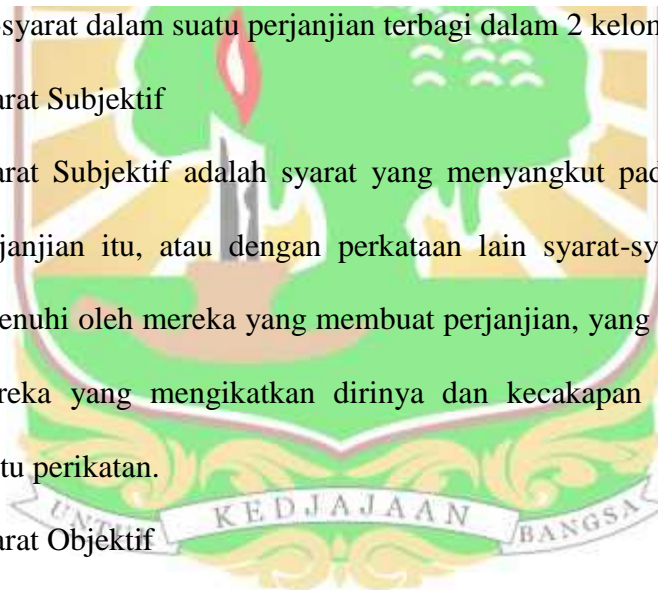 -syarat dalam suatu perjanjian terbagi dalam 2 kelom
arat Subjektif
arat Subjektif adalah syarat yang menyangkut pad
janjian itu, atau dengan perkataan lain syarat-sy
enuhi oleh mereka yang membuat perjanjian, yang
reka yang mengikatkan dirinya dan kecakapan
tu perikatan.
UNTUK KEDJAJAAN BANGSA
arat Objektif